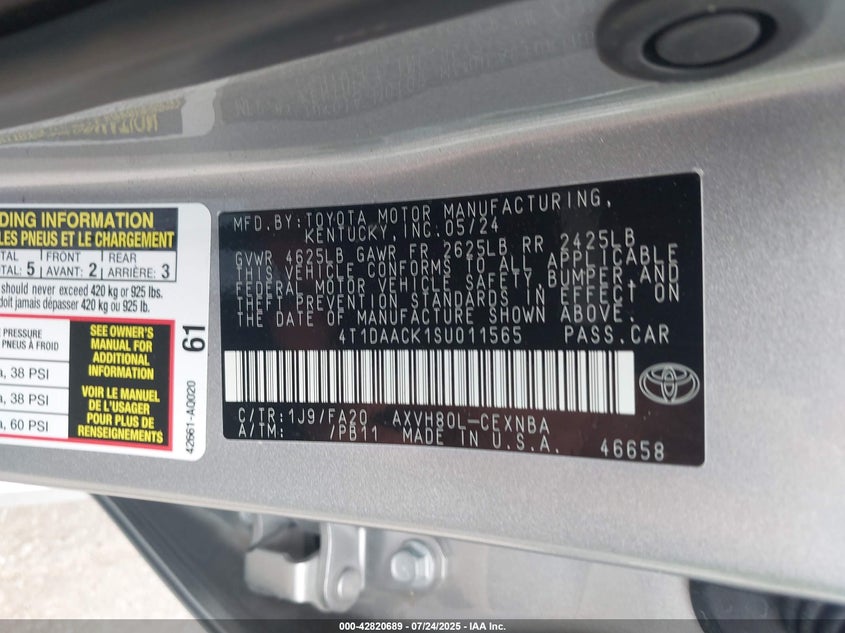 DING INFORMATION
LES PNEUS ET LE CHARGEMENT
TAL
TAL: 5
FRONT
AVANT: 2
REAR
ARRIÈRE: 3
should never exceed 420 kg or 925 lbs.
doit jamais dépasser 420 kg ou 925 lb.
PRESSURE
PNEUS À FROID
38 PSI
38 PSI
60 PSI
SEE OWNER'S
MANUAL FOR
ADDITIONAL
INFORMATION
VOIR LE MANUEL
DE L'USAGER
POUR PLUS DE
RENSEIGNEMENTS
61
42661-A0020
MFD. BY: TOYOTA MOTOR MANUFACTURING,
KENTUCKY, INC. 05/24
GVWR 4625LB GAWR FR 2625LB RR 2425LB
THIS VEHICLE CONFORMS TO ALL APPLICABLE
FEDERAL MOTOR VEHICLE SAFETY, BUMPER, AND
THEFT PREVENTION STANDARDS IN EFFECT ON
THE DATE OF MANUFACTURE SHOWN ABOVE.
4T1DAACK1SU011565 PASS.CAR
C/TR: 1J9/FA20 AXVH80L-CEXNBA
A/TM: /PB11 MADE IN U.S.A.
46658
000-42820689 - 07/24/2025 - IAA, Inc.